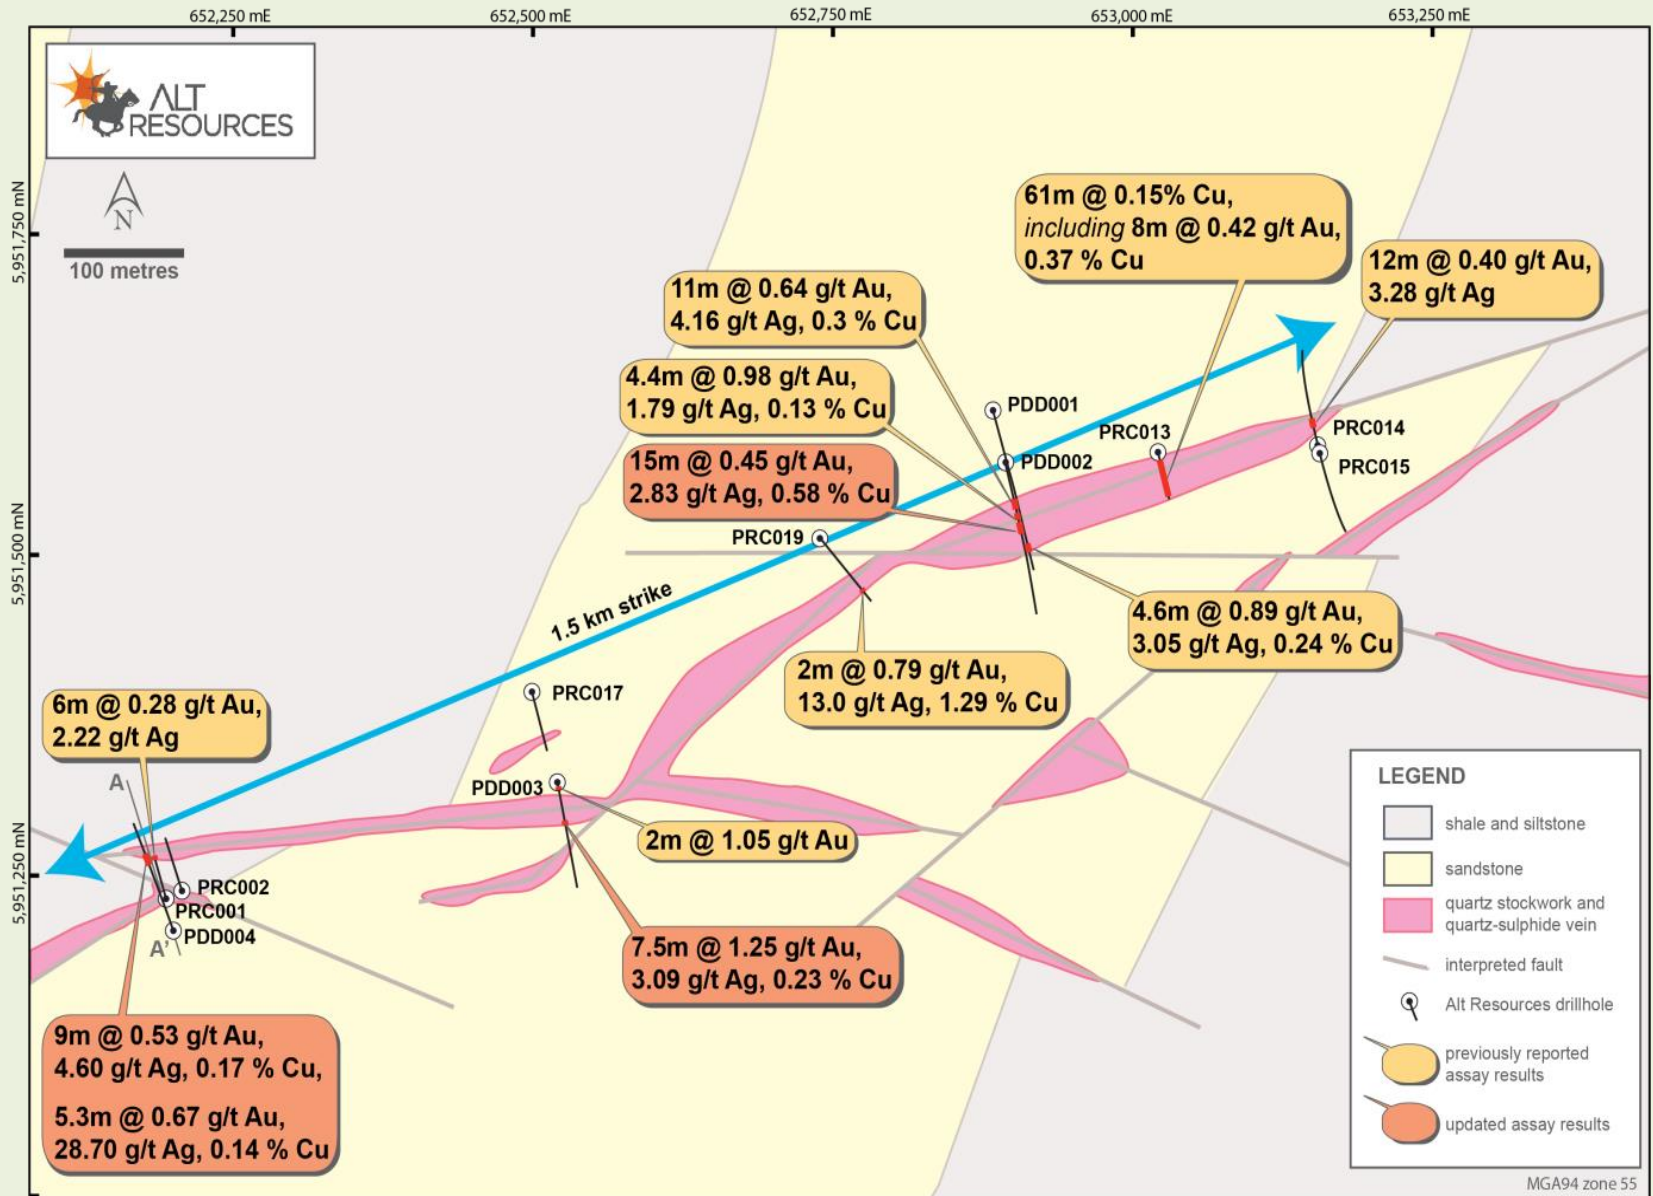 652,250 mE
652,500 mE
652,750 mE
653,000 mE
653,250 mE
5,951,750 mN
5,951,500 mN
5,951,250 mN
ALT
RESOURCES
N
100 metres
61m @ 0.15% Cu,
including 8m @ 0.42 g/t Au,
0.37 % Cu
12m @ 0.40 g/t Au,
3.28 g/t Ag
11m @ 0.64 g/t Au,
4.16 g/t Ag, 0.3 % Cu
4.4m @ 0.98 g/t Au,
1.79 g/t Ag, 0.13 % Cu
15m @ 0.45 g/t Au,
2.83 g/t Ag, 0.58 % Cu
PDD001
PDD002
PRC013
PRC014
PRC015
PRC019
1.5 km strike
4.6m @ 0.89 g/t Au,
3.05 g/t Ag, 0.24 % Cu
2m @ 0.79 g/t Au,
13.0 g/t Ag, 1.29 % Cu
PRC017
6m @ 0.28 g/t Au,
2.22 g/t Ag
A
PDD003
2m @ 1.05 g/t Au
PRC002
PRC001
PDD004
A'
7.5m @ 1.25 g/t Au,
3.09 g/t Ag, 0.23 % Cu
9m @ 0.53 g/t Au,
4.60 g/t Ag, 0.17 % Cu,
5.3m @ 0.67 g/t Au,
28.70 g/t Ag, 0.14 % Cu
LEGEND
shale and siltstone
sandstone
quartz stockwork and
quartz-sulphide vein
interpreted fault
Alt Resources drillhole
previously reported
assay results
updated assay results
MGA94 zone 55